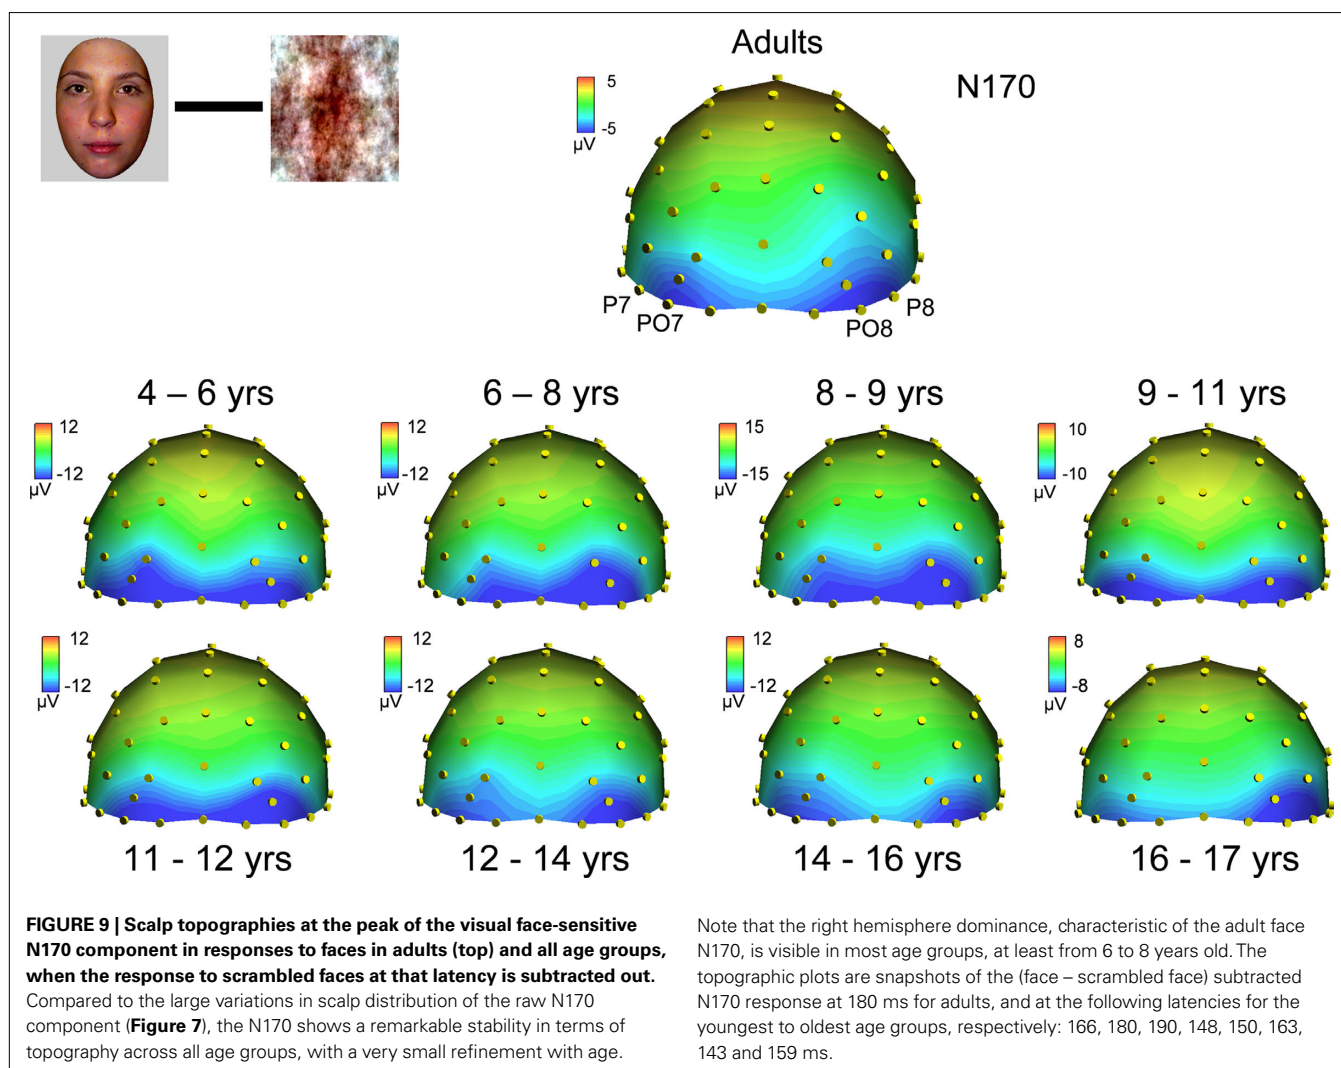 Adults
N170
5
-5
µV
P7
PO7
PO8
P8
4 – 6 yrs
6 – 8 yrs
8 - 9 yrs
9 - 11 yrs
12
-12
µV
12
-12
µV
15
-15
µV
10
-10
µV
12
-12
µV
12
-12
µV
12
-12
µV
8
-8
µV
11 - 12 yrs
12 - 14 yrs
14 - 16 yrs
16 - 17 yrs
FIGURE 9 | Scalp topographies at the peak of the visual face-sensitive
N170 component in responses to faces in adults (top) and all age groups,
when the response to scrambled faces at that latency is subtracted out.
Compared to the large variations in scalp distribution of the raw N170
component (Figure 7), the N170 shows a remarkable stability in terms of
topography across all age groups, with a very small refinement with age.
Note that the right hemisphere dominance, characteristic of the adult face
N170, is visible in most age groups, at least from 6 to 8 years old. The
topographic plots are snapshots of the (face – scrambled face) subtracted
N170 response at 180 ms for adults, and at the following latencies for the
youngest to oldest age groups, respectively: 166, 180, 190, 148, 150, 163,
143 and 159 ms.